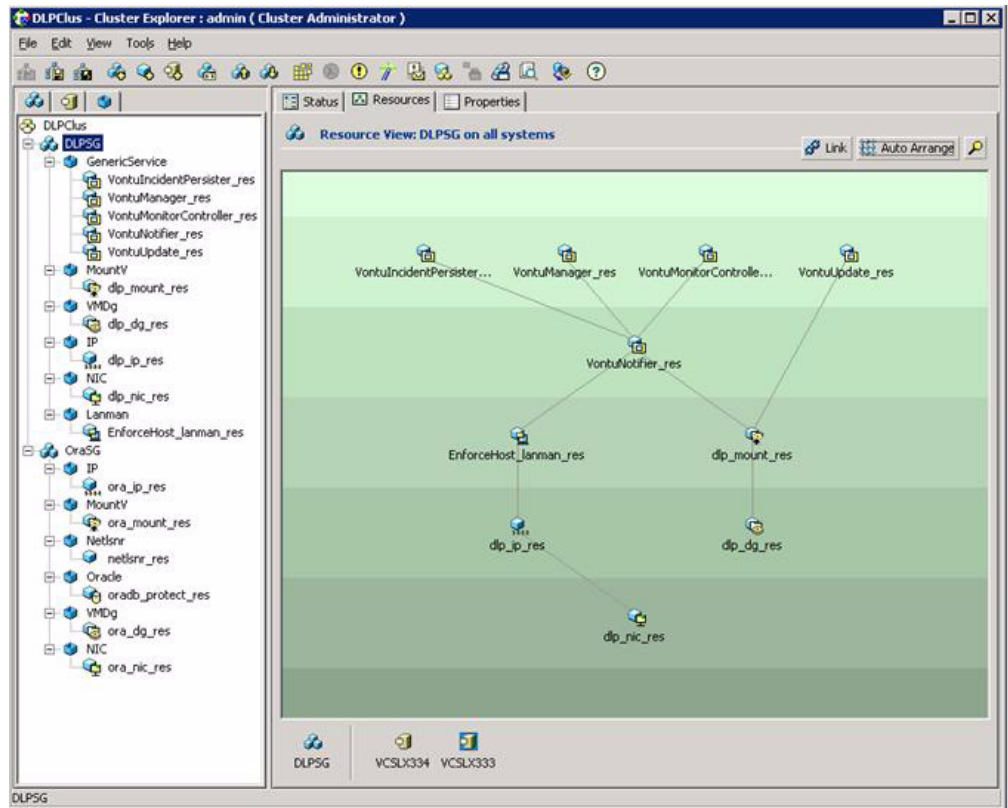 DLPClus - Cluster Explorer : admin ( Cluster Administrator )
File Edit View Tools Help
Status Resources Properties
DLPClus
DLPSG
GenericService
VontuIncidentPersister_res
VontuManager_res
VontuMonitorController_res
VontuNotifier_res
VontuUpdate_res
MountV
dlp_mount_res
VMDg
dlp_dg_res
IP
dlp_ip_res
NIC
dlp_nic_res
Lanman
EnforceHost_lanman_res
OraSG
IP
ora_ip_res
MountV
ora_mount_res
Netlsnr
netlsnr_res
Oracle
oradb_protect_res
VMDg
ora_dg_res
NIC
ora_nic_res
Resource View: DLPSG on all systems
Link Auto Arrange
VontuIncidentPersister... VontuManager_res VontuMonitorControlle... VontuUpdate_res
VontuNotifier_res
EnforceHost_lanman_res dlp_mount_res
dlp_ip_res dlp_dg_res
dlp_nic_res
DLPSG VCSLX334 VCSLX333
DLPSG